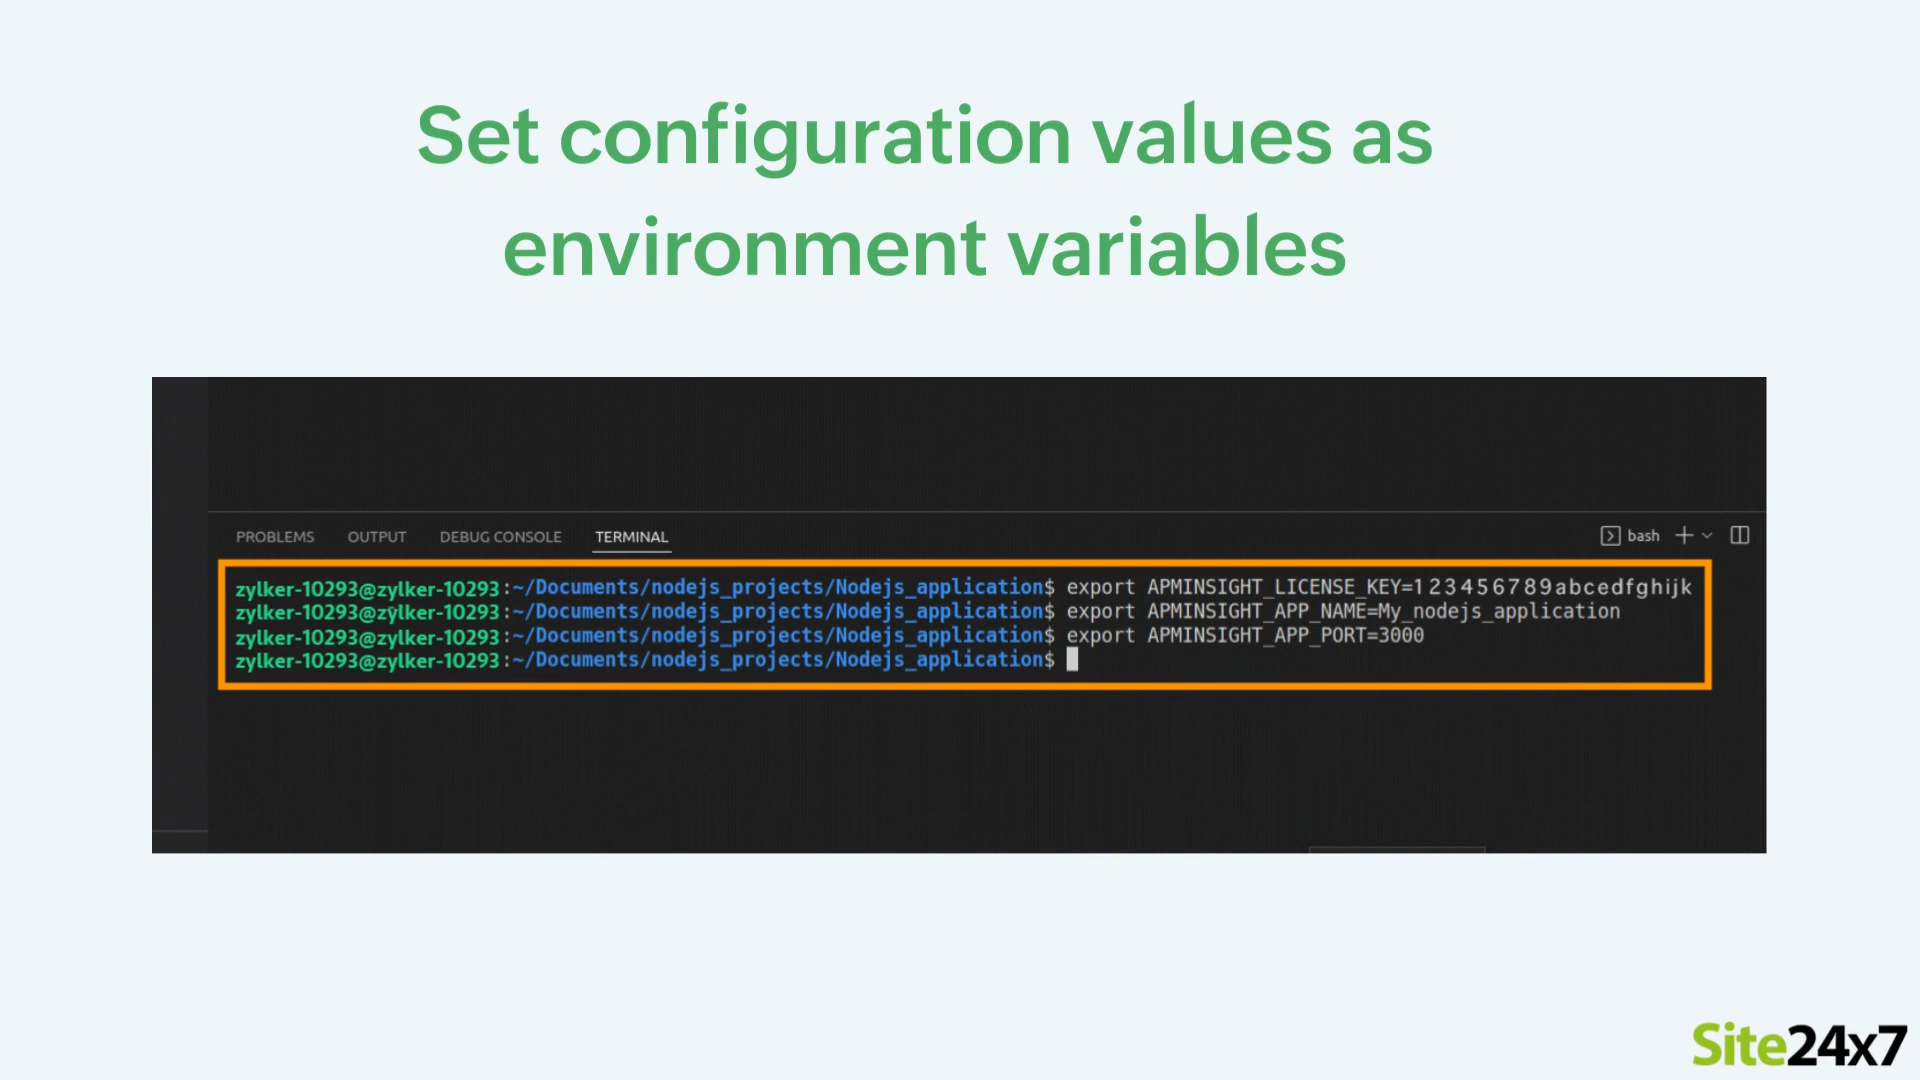 Set configuration values as
environment variables
PROBLEMS OUTPUT DEBUG CONSOLE TERMINAL bash
zylker-10293@zylker-10293:~/Documents/nodejs_projects/Nodejs_application$ export APMINSIGHT_LICENSE_KEY=123456789abcedfghijk
zylker-10293@zylker-10293:~/Documents/nodejs_projects/Nodejs_application$ export APMINSIGHT_APP_NAME=My_nodejs_application
zylker-10293@zylker-10293:~/Documents/nodejs_projects/Nodejs_application$ export APMINSIGHT_APP_PORT=3000
zylker-10293@zylker-10293:~/Documents/nodejs_projects/Nodejs_application$
Site24x7